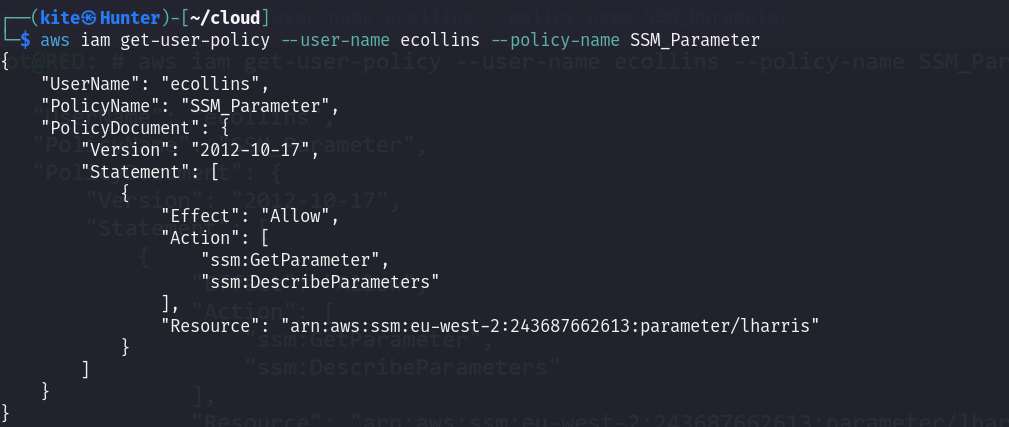 ┌──(kite㉿Hunter)-[~/cloud]
└─$ aws iam get-user-policy --user-name ecollins --policy-name SSM_Parameter
{
    "UserName": "ecollins",
    "PolicyName": "SSM_Parameter",
    "PolicyDocument": {
        "Version": "2012-10-17",
        "Statement": [
            {
                "Effect": "Allow",
                "Action": [
                    "ssm:GetParameter",
                    "ssm:DescribeParameters"
                ],
                "Resource": "arn:aws:ssm:eu-west-2:243687662613:parameter/lharris"
            }
        ]
    }
}